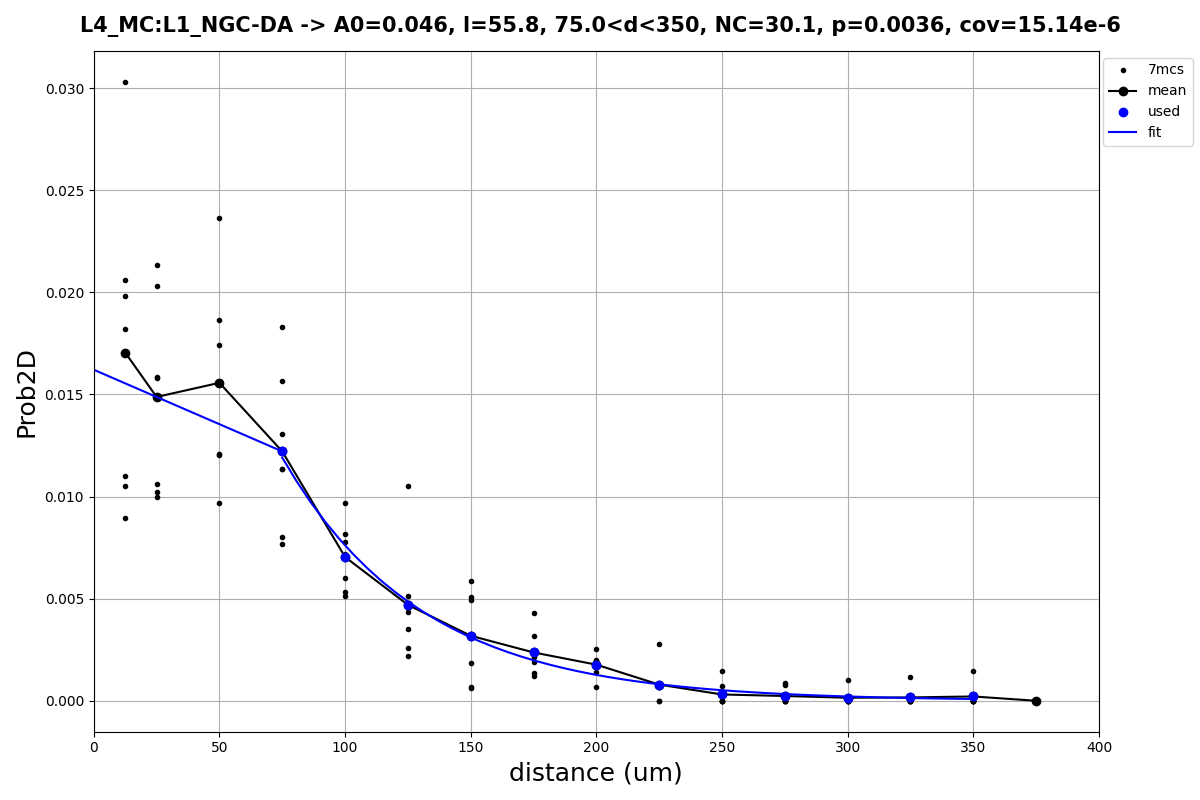 L4_MC:L1_NGC-DA -> A0=0.046, l=55.8, 75.0<d<350, NC=30.1, p=0.0036, cov=15.14e-6
7mcs
mean
used
fit
Prob2D
0.030
0.025
0.020
0.015
0.010
0.005
0.000
0 50 100 150 200 250 300 350 400
distance (um)